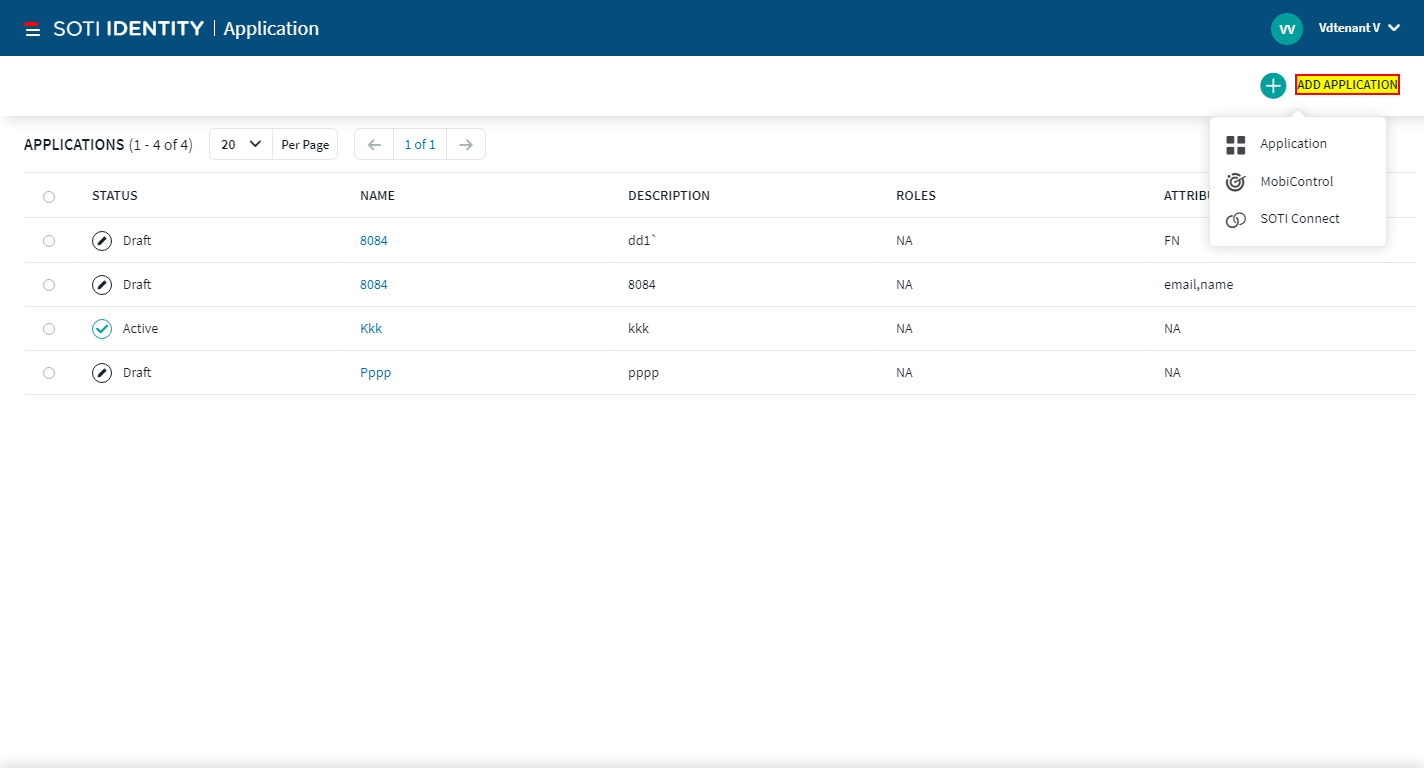 SOTI IDENTITY | Application
VV Vdtenant V
ADD APPLICATION
APPLICATIONS (1 - 4 of 4) 20 Per Page 1 of 1
Application
MobiControl
SOTI Connect
STATUS NAME DESCRIPTION ROLES ATTRIBU
Draft 8084 dd1` NA FN
Draft 8084 8084 NA email,name
Active Kkk kkk NA NA
Draft Pppp pppp NA NA